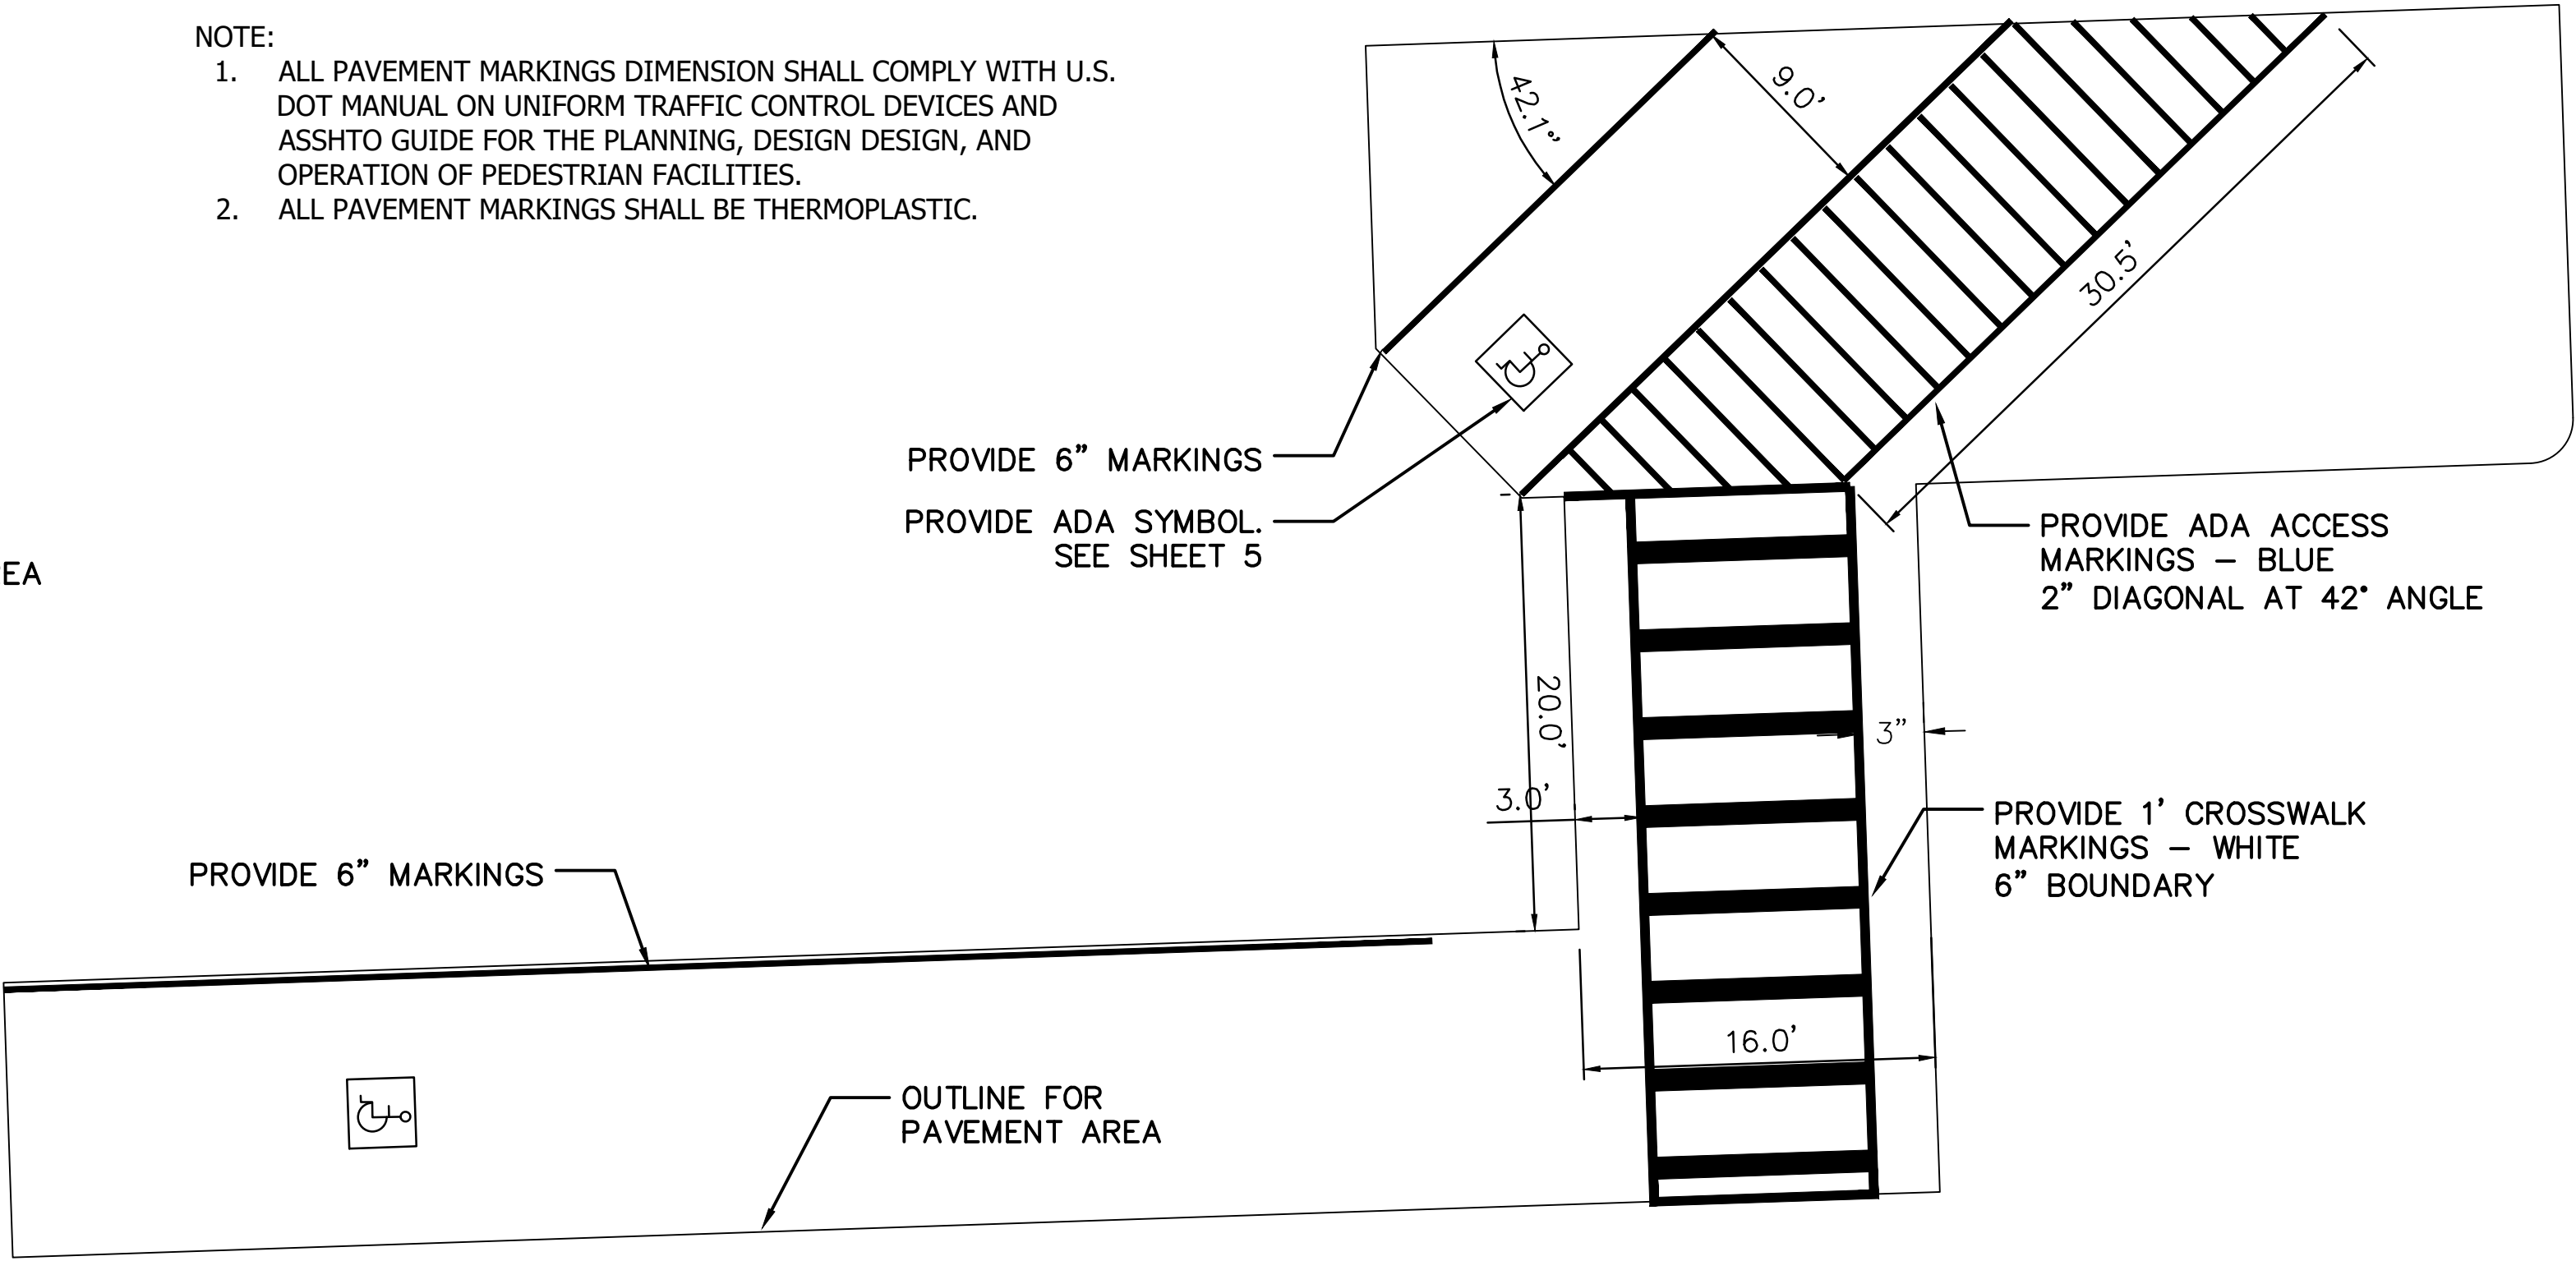 NOTE:
1. ALL PAVEMENT MARKINGS DIMENSION SHALL COMPLY WITH U.S.
DOT MANUAL ON UNIFORM TRAFFIC CONTROL DEVICES AND
ASSHTO GUIDE FOR THE PLANNING, DESIGN DESIGN, AND
OPERATION OF PEDESTRIAN FACILITIES.
2. ALL PAVEMENT MARKINGS SHALL BE THERMOPLASTIC.
42.1°
9.0'
30.5'
PROVIDE 6" MARKINGS
PROVIDE ADA SYMBOL.
SEE SHEET 5
PROVIDE ADA ACCESS
MARKINGS – BLUE
2" DIAGONAL AT 42° ANGLE
EA
20.0'
3"
3.0'
PROVIDE 1' CROSSWALK
MARKINGS – WHITE
6" BOUNDARY
PROVIDE 6" MARKINGS
16.0'
OUTLINE FOR
PAVEMENT AREA